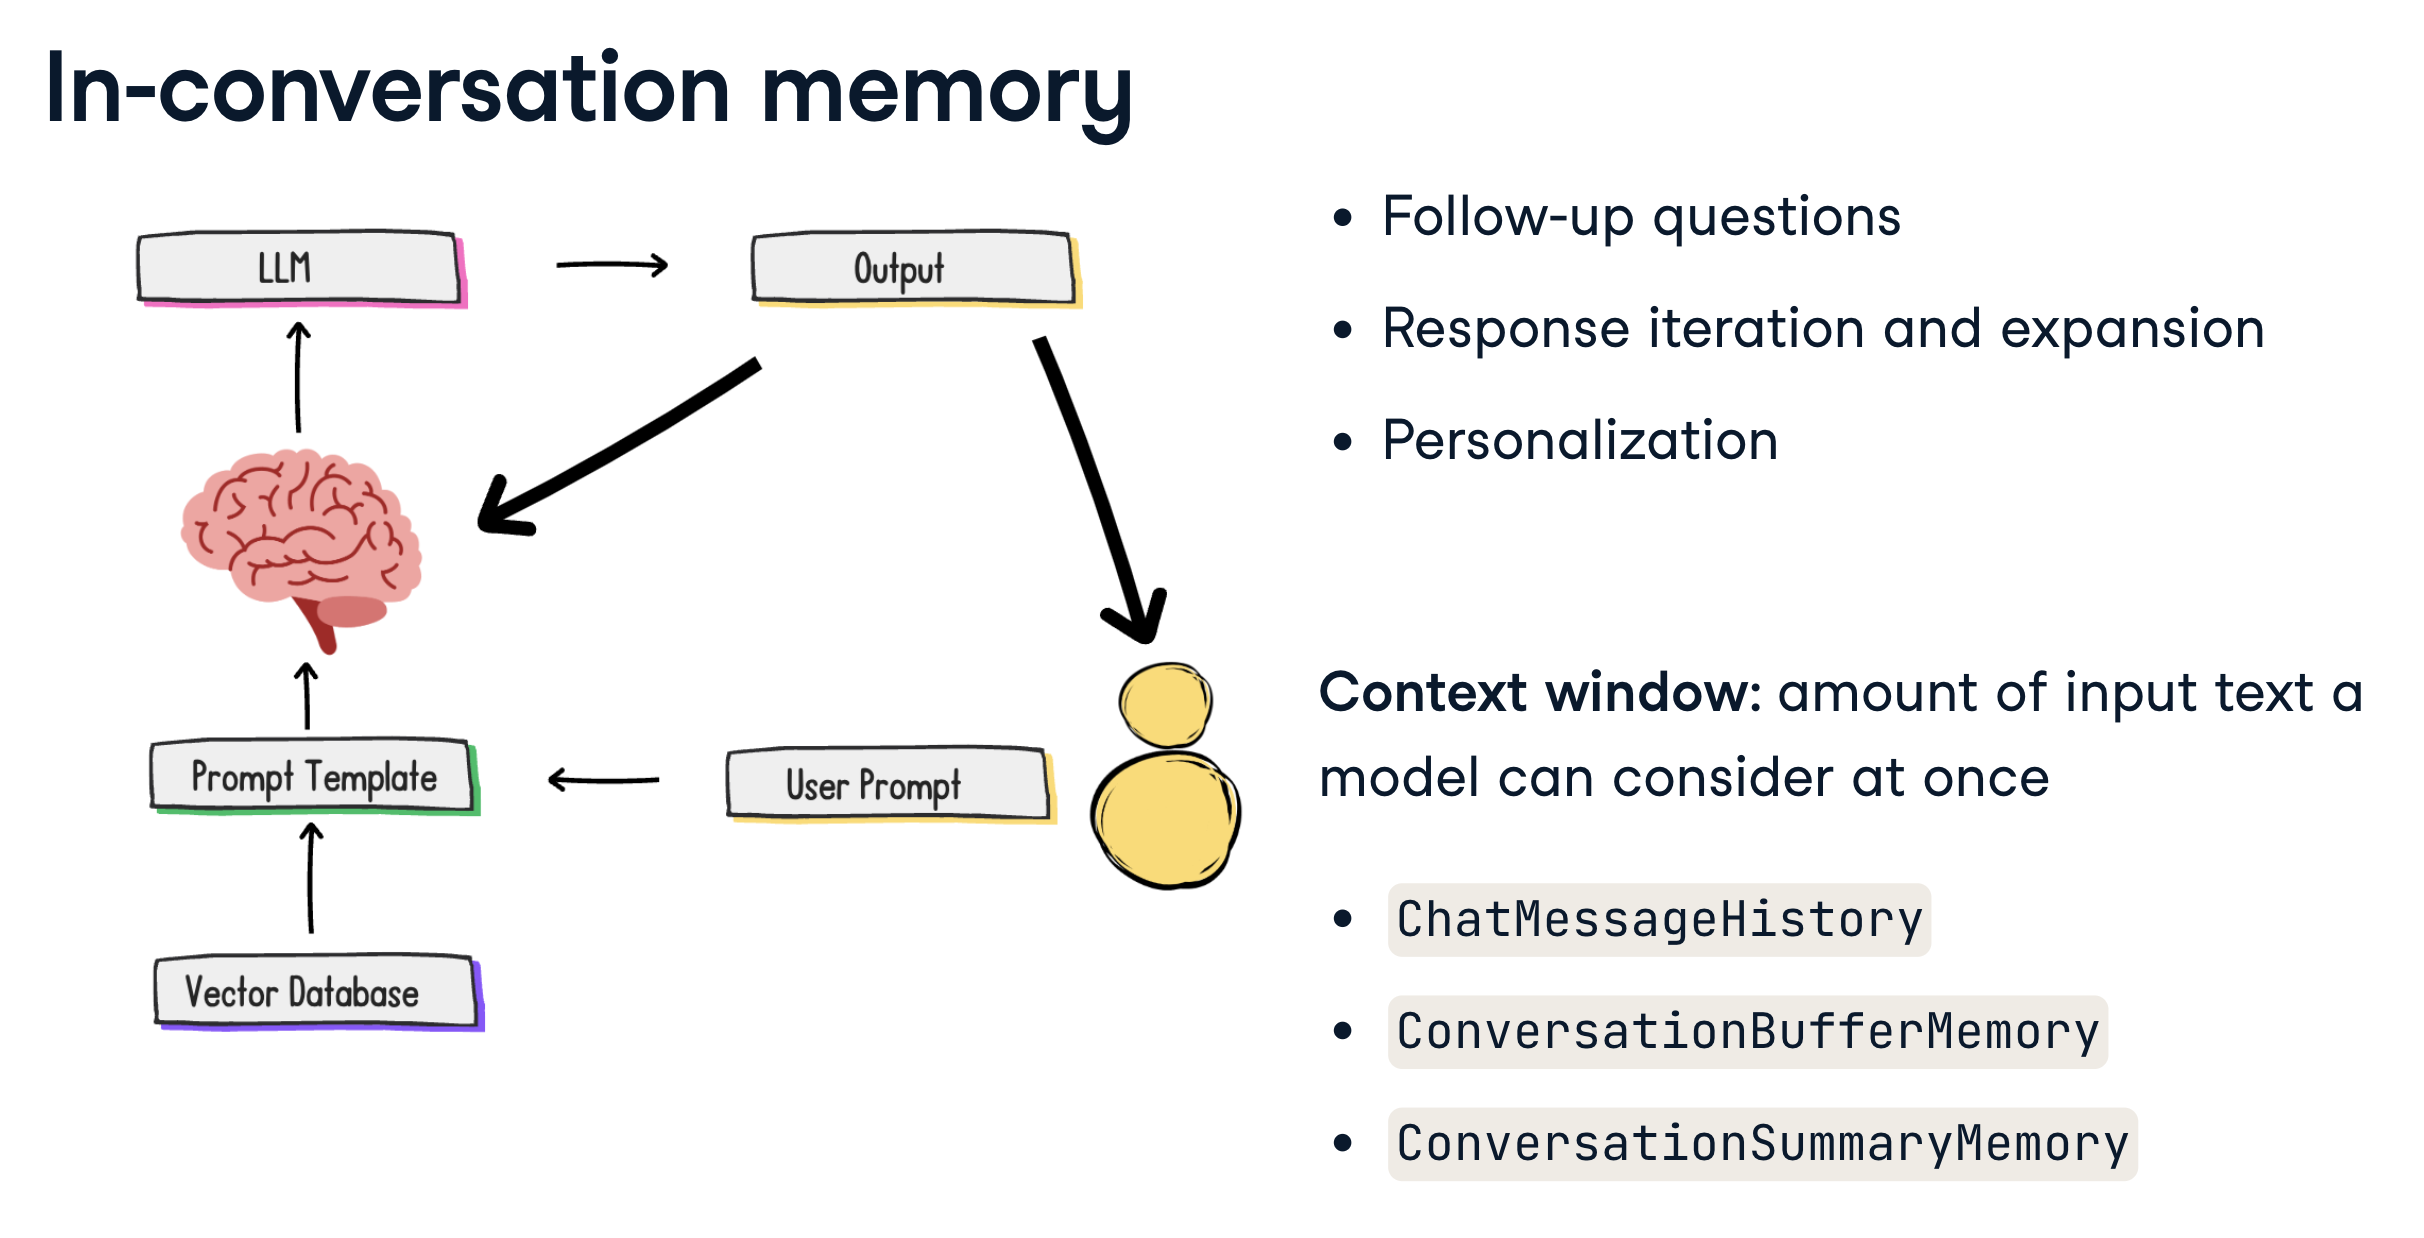 In-conversation memory
LLM
Output
Prompt Template
User Prompt
Vector Database
• Follow-up questions
• Response iteration and expansion
• Personalization
Context window: amount of input text a
model can consider at once
• ChatMessageHistory
• ConversationBufferMemory
• ConversationSummaryMemory